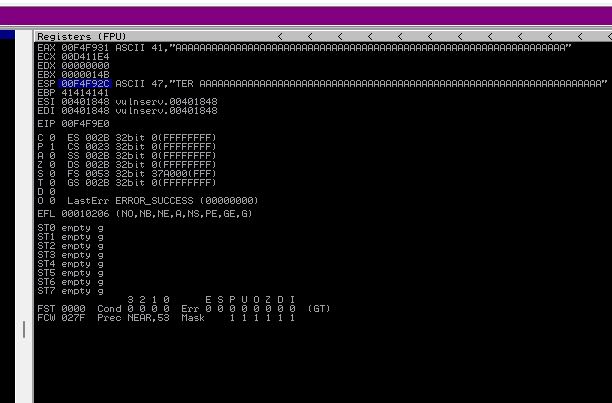 Registers (FPU) < < < < < < < < < < < <
EAX 00F4F931 ASCII 41,"AAAAAAAAAAAAAAAAAAAAAAAAAAAAAAAAAAAAAAAAAAAAAAAAAAAAAAAAAAAAAAAA"
ECX 00D411E4
EDX 00000000
EBX 0000014B
ESP 00F4F92C ASCII 47,"TER AAAAAAAAAAAAAAAAAAAAAAAAAAAAAAAAAAAAAAAAAAAAAAAAAAAAAAAAAAAAAAAAA"
EBP 41414141
ESI 00401848 vulnserv.00401848
EDI 00401848 vulnserv.00401848
EIP 00F4F9E0
C 0 ES 002B 32bit 0(FFFFFFFF)
P 1 CS 0023 32bit 0(FFFFFFFF)
A 0 SS 002B 32bit 0(FFFFFFFF)
Z 0 DS 002B 32bit 0(FFFFFFFF)
S 0 FS 0053 32bit 37A000(FFF)
T 0 GS 002B 32bit 0(FFFFFFFF)
D 0
O 0 LastErr ERROR_SUCCESS (00000000)
EFL 00010206 (NO,NB,NE,A,NS,PE,GE,G)
ST0 empty g
ST1 empty g
ST2 empty g
ST3 empty g
ST4 empty g
ST5 empty g
ST6 empty g
ST7 empty g
3 2 1 0 E S P U O Z D I
FST 0000 Cond 0 0 0 0 Err 0 0 0 0 0 0 0 0 (GT)
FCW 027F Prec NEAR,53 Mask 1 1 1 1 1 1